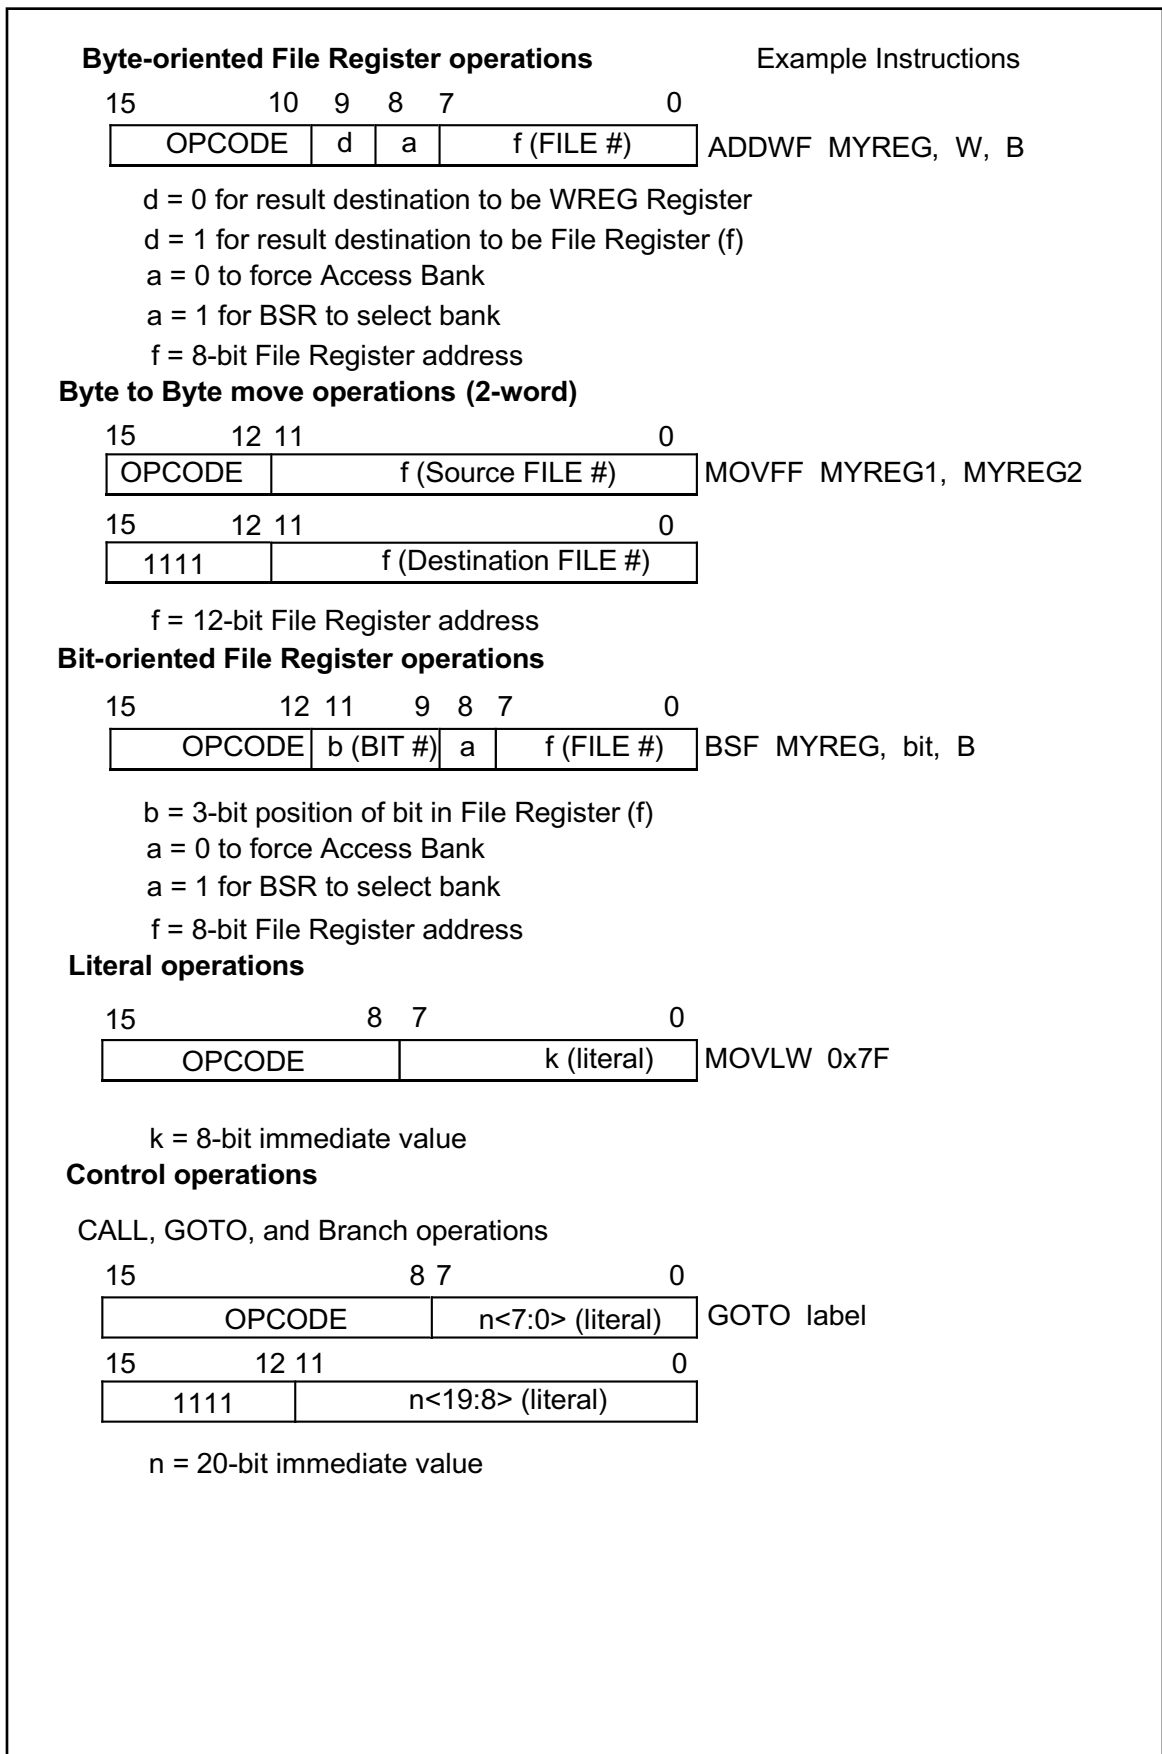 Byte-oriented File Register operations Example Instructions
15 10 9 8 7 0
OPCODE d a f (FILE #) ADDWF MYREG, W, B
d = 0 for result destination to be WREG Register
d = 1 for result destination to be File Register (f)
a = 0 to force Access Bank
a = 1 for BSR to select bank
f = 8-bit File Register address
Byte to Byte move operations (2-word)
15 12 11 0
OPCODE f (Source FILE #) MOVFF MYREG1, MYREG2
15 12 11 0
1111 f (Destination FILE #)
f = 12-bit File Register address
Bit-oriented File Register operations
15 12 11 9 8 7 0
OPCODE b (BIT #) a f (FILE #) BSF MYREG, bit, B
b = 3-bit position of bit in File Register (f)
a = 0 to force Access Bank
a = 1 for BSR to select bank
f = 8-bit File Register address
Literal operations
15 8 7 0
OPCODE k (literal) MOVLW 0x7F
k = 8-bit immediate value
Control operations
CALL, GOTO, and Branch operations
15 8 7 0
OPCODE n<7:0> (literal) GOTO label
15 12 11 0
1111 n<19:8> (literal)
n = 20-bit immediate value